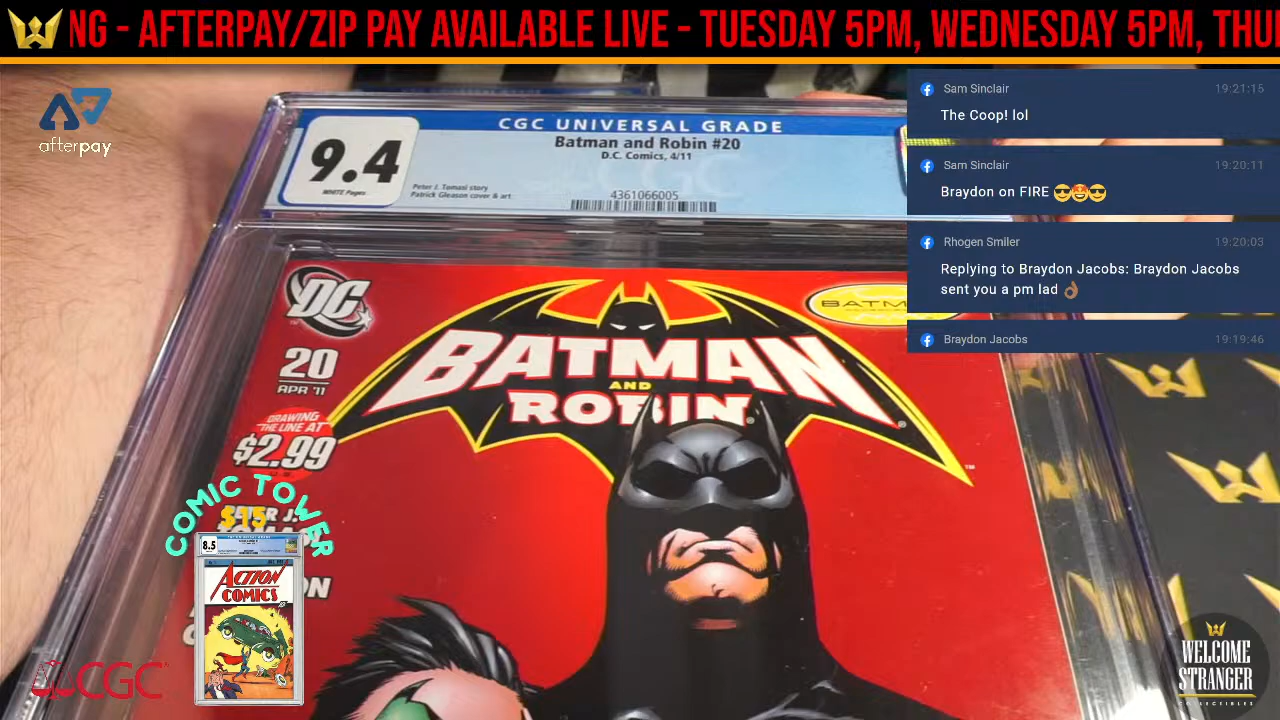 NG - AFTERPAY/ZIP PAY AVAILABLE LIVE - TUESDAY 5PM, WEDNESDAY 5PM, THU
afterpay
CGC UNIVERSAL GRADE
9.4
WHITE Pages
Batman and Robin #20
D.C. Comics, 4/11
Peter J. Tomasi story
Patrick Gleason cover & art
4361066005
Sam Sinclair 19:21:15
The Coop! lol
Sam Sinclair 19:20:11
Braydon on FIRE 😎🤩😎
Rhogen Smiler 19:20:03
Replying to Braydon Jacobs: Braydon Jacobs
sent you a pm lad 👌🏾
Braydon Jacobs 19:19:46
DC
20
APR '11
DRAWING
THE LINE AT
$2.99
BATMAN
AND
ROBIN
BATM
COMIC TOWER
$15
8.5
ACTION
COMICS
CGC
WELCOME
STRANGER
COLLECTIBLES